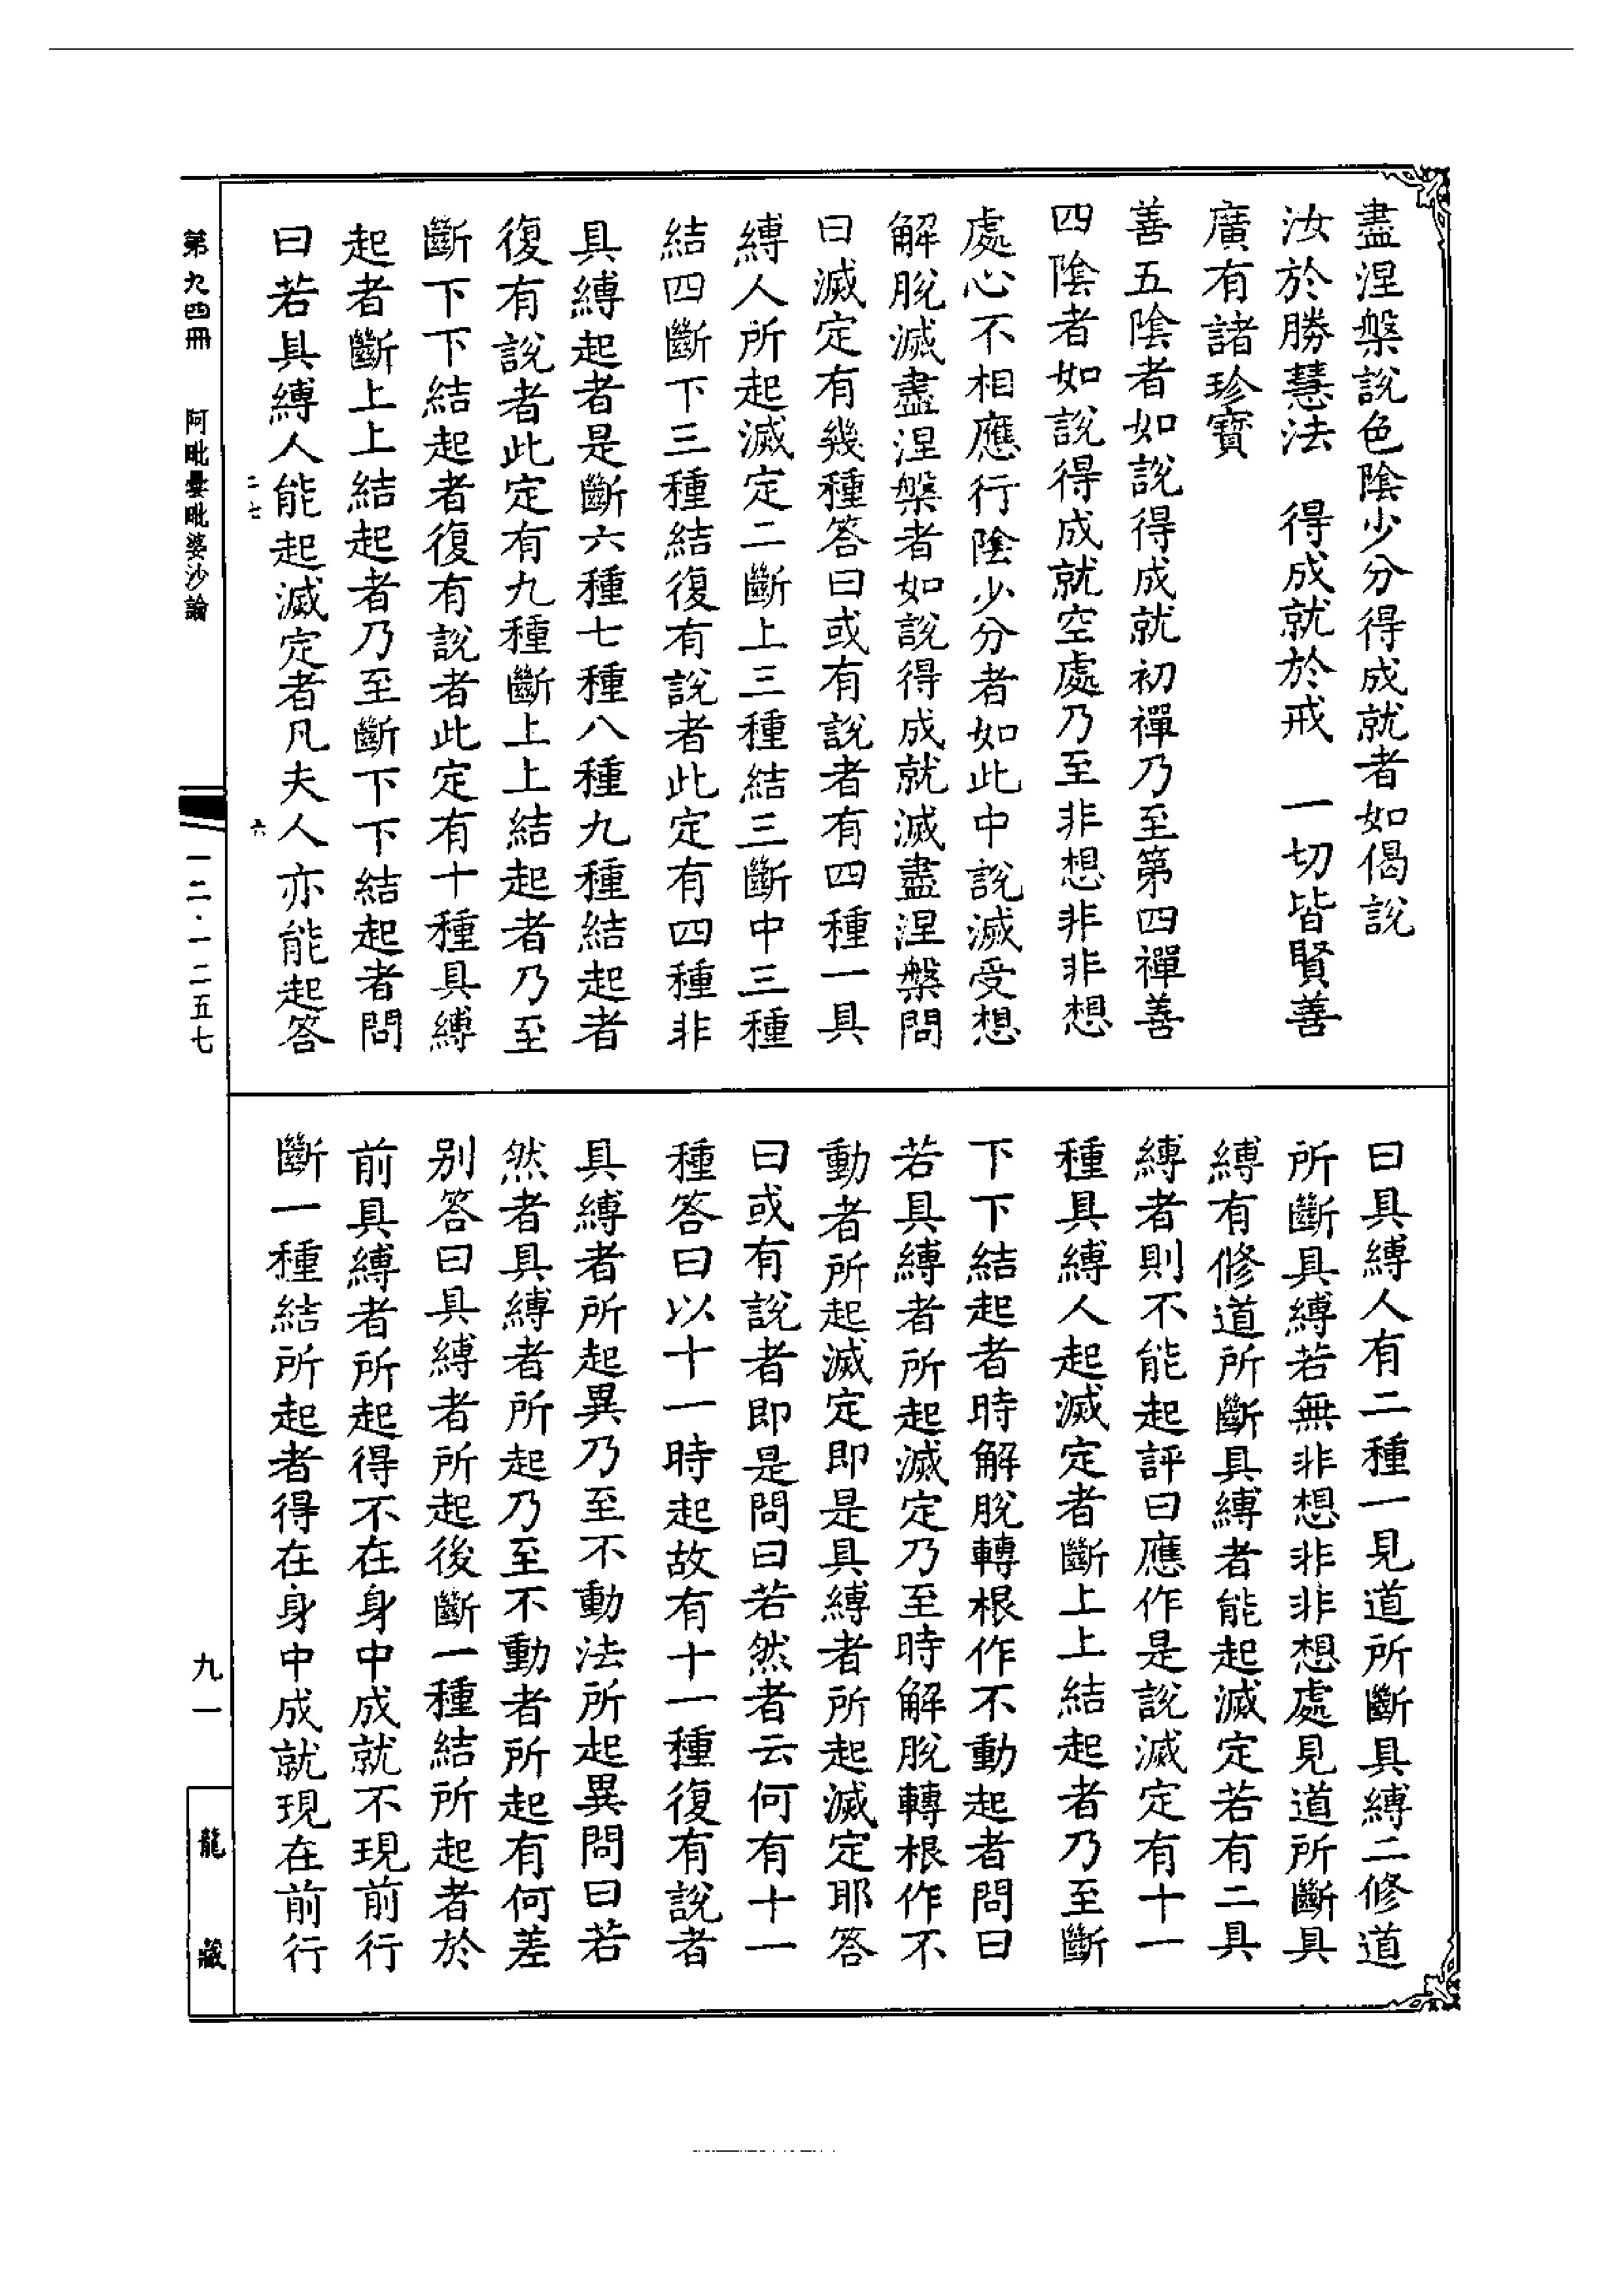 盡涅槃說色陰少分得成就者如偈說
汝於勝慧法　得成就於戒　一切皆賢善
廣有諸珍寶
善五陰者如說得成就初禪乃至第四禪善
四陰者如說得成就空處乃至非想非非想
處心不相應行陰少分者如此中說滅受想
解脫滅盡涅槃者如說得成就滅盡涅槃問
曰滅定有幾種答曰或有說者有四種一具
縛人所起滅定二斷上三種結三斷中三種
結四斷下三種結復有說者此定有四種非
具縛起者是斷六種七種八種九種結起者
復有說者此定有九種斷上上結起者乃至
斷下下結起者復有說者此定有十種具縛
起者斷上上結起者乃至斷下下結起者問
曰若具縛人能起滅定者凡夫人亦能起答
二七
六
曰具縛人有二種一見道所斷具縛二修道
所斷具縛若無非想非非想處見道所斷具
縛有修道所斷具縛者能起滅定若有二具
縛者則不能起評曰應作是說滅定有十一
種具縛人起滅定者斷上上結起者乃至斷
下下結起者時解脫轉根作不動起者問曰
若具縛者所起滅定乃至時解脫轉根作不
動者所起滅定即是具縛者所起滅定耶答
曰或有說者即是問曰若然者云何有十一
種答曰以十一時起故有十一種復有說者
具縛者所起異乃至不動法所起異問曰若
然者具縛者所起乃至不動者所起有何差
別答曰具縛者所起後斷一種結所起者於
前具縛者所起得不在身中成就不現前行
斷一種結所起者得在身中成就現在前行
第九四冊　阿毗曇毗婆沙論
一二·一二五七
九一
龍藏